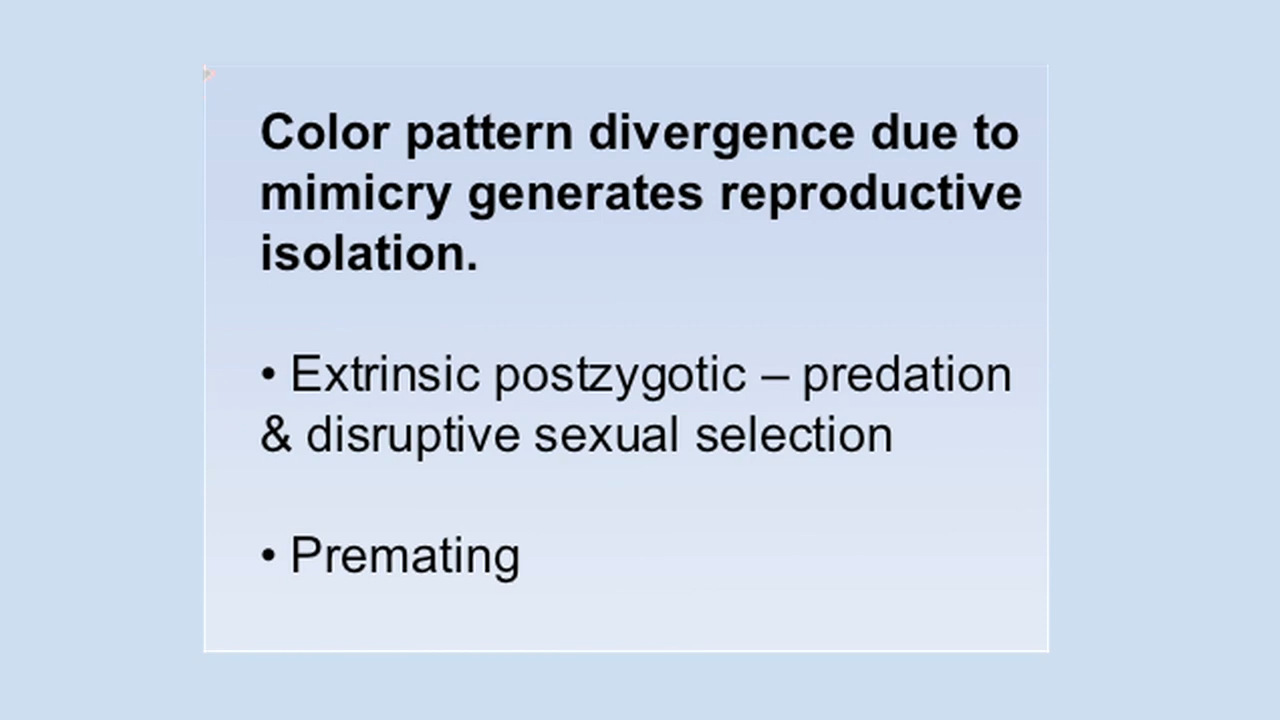 Color pattern divergence due to
mimicry generates reproductive
isolation.
• Extrinsic postzygotic – predation
& disruptive sexual selection
• Premating